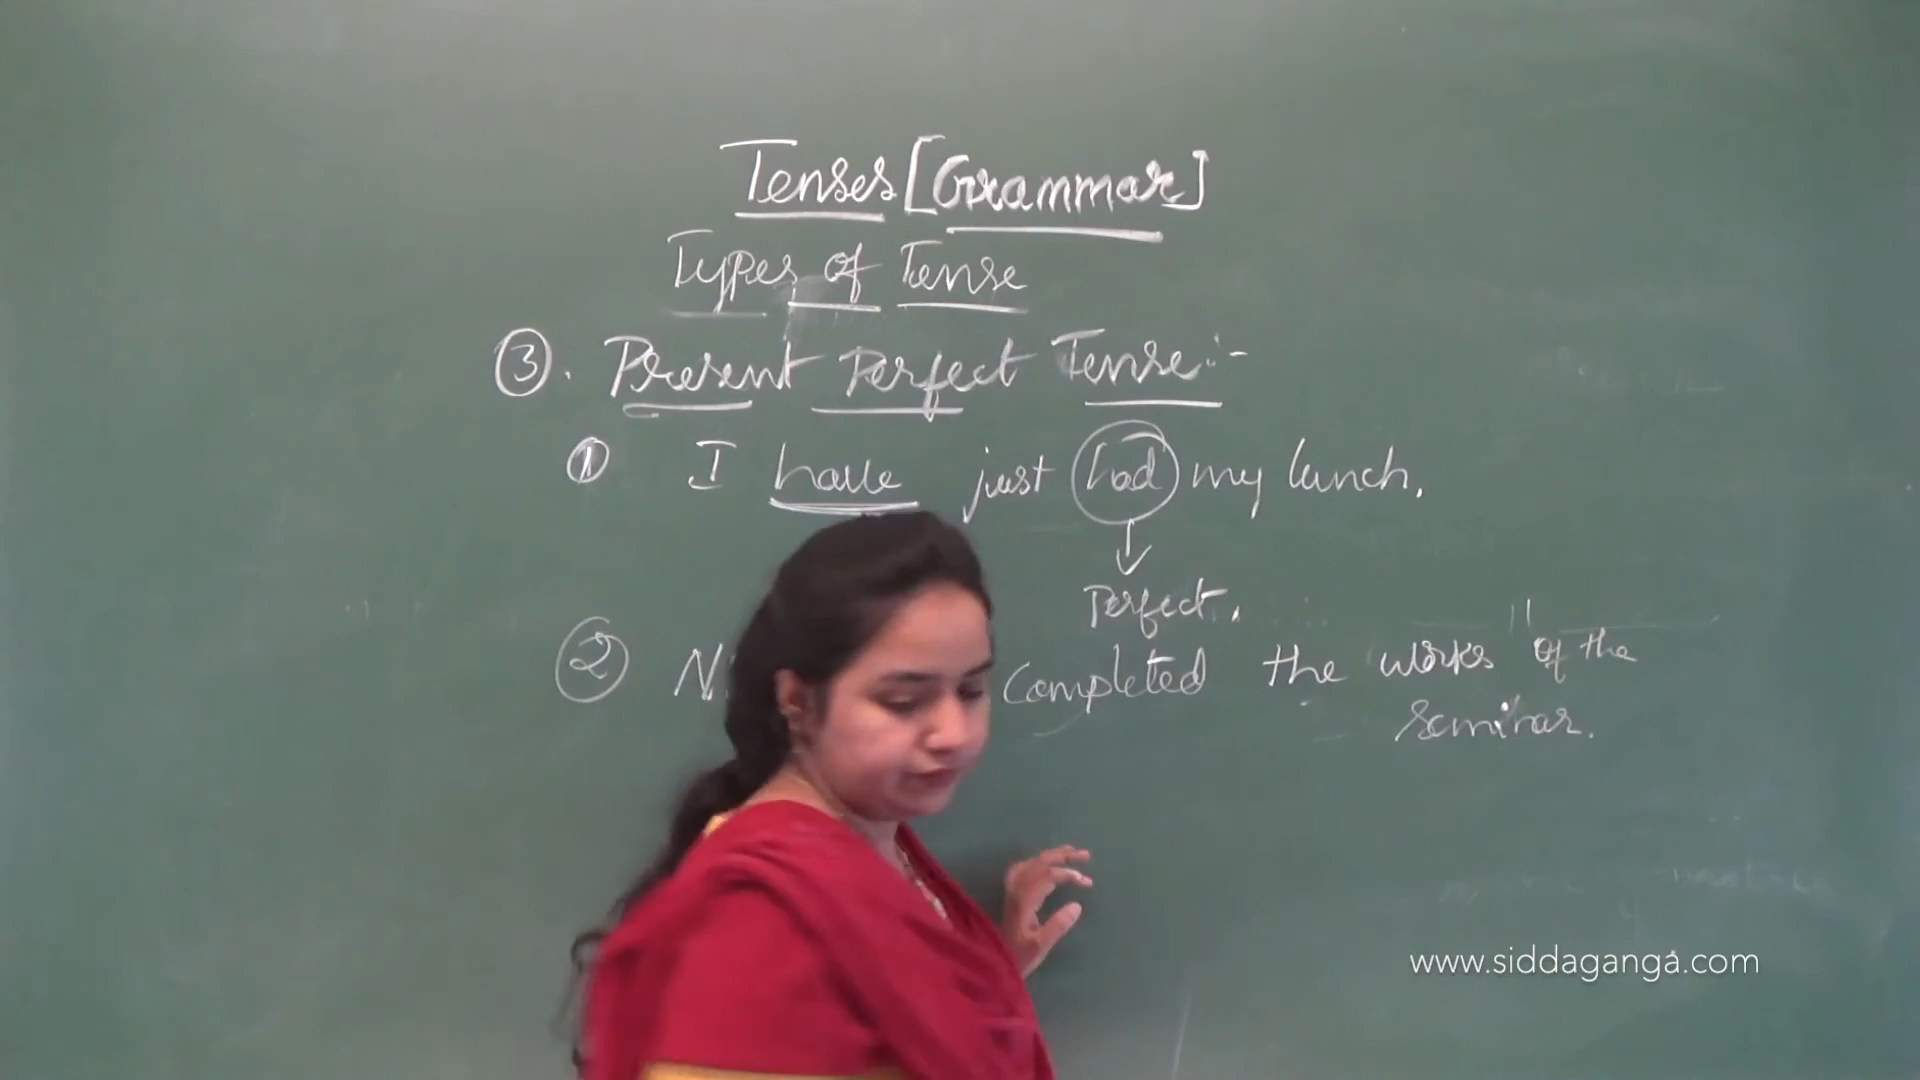 Tenses [Grammar]
Types of Tense
③. Present Perfect Tense:-
① I have just had my lunch.
↓
Perfect.
② completed the works of the
seminar.
www.siddaganga.com